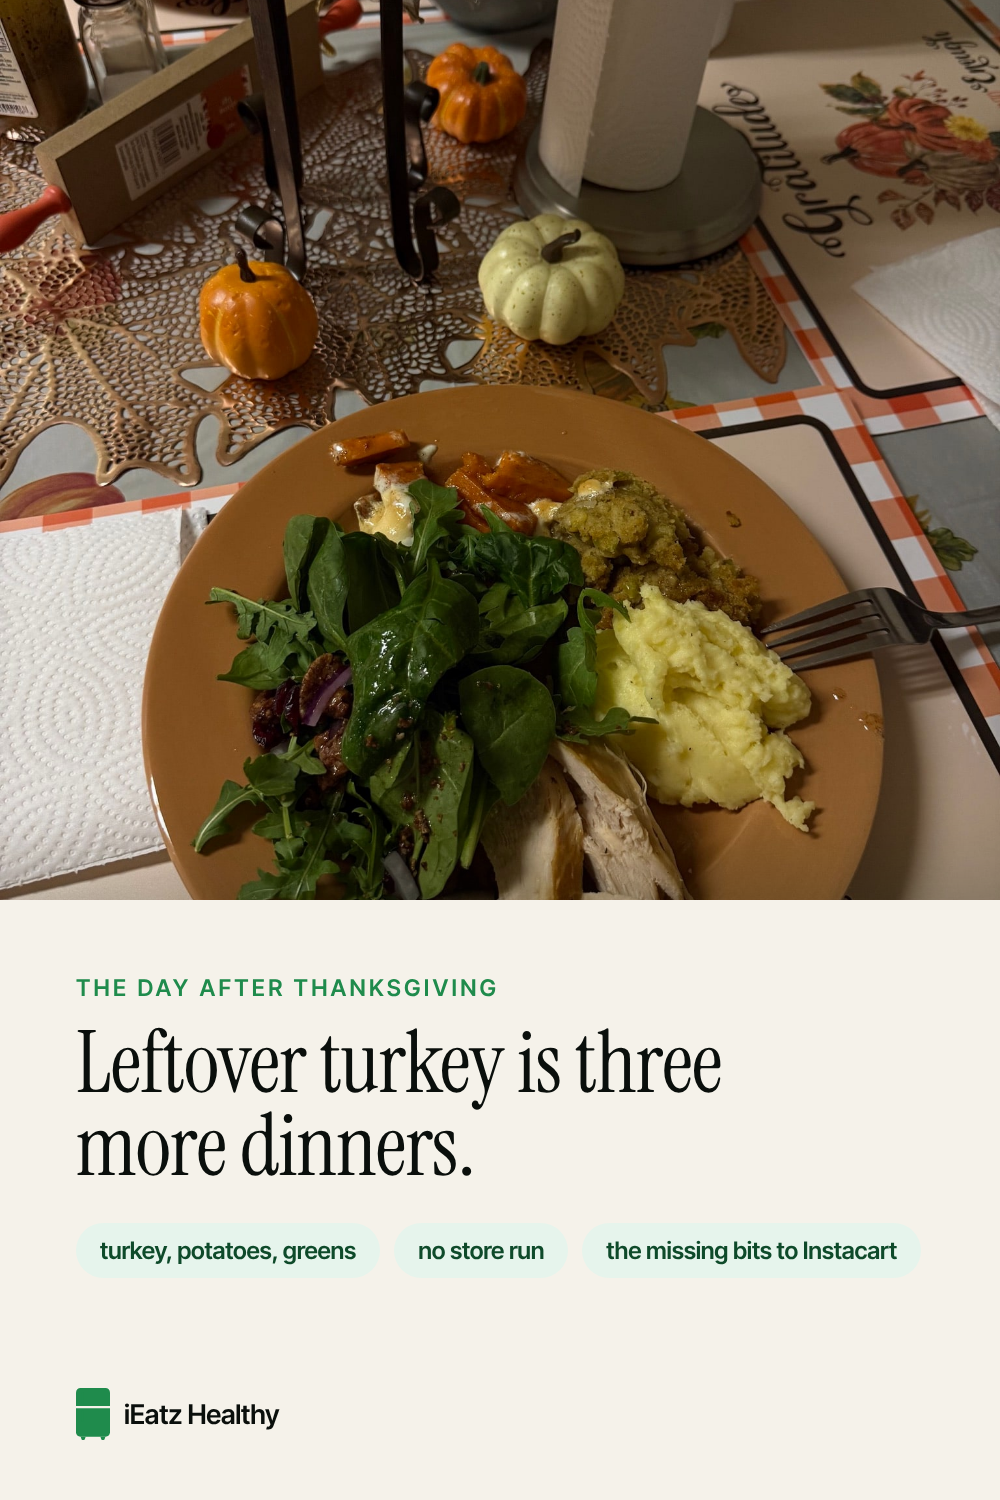 Gratitude
Enough
THE DAY AFTER THANKSGIVING
Leftover turkey is three
more dinners.
turkey, potatoes, greens
no store run
the missing bits to Instacart
iEatz Healthy